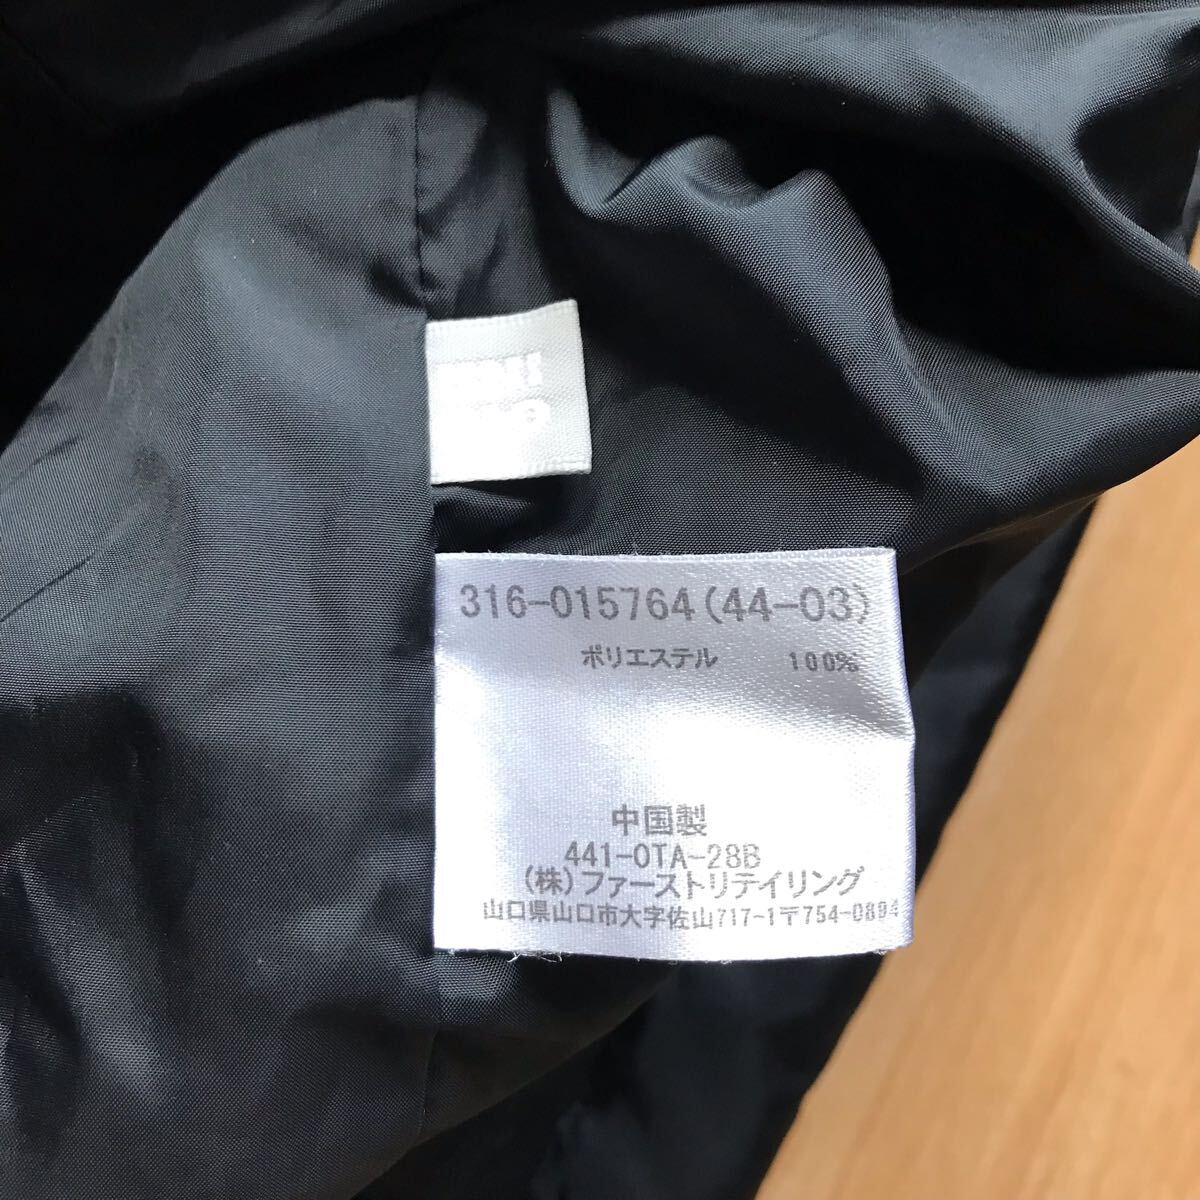 316-015764(44-03)
ポリエステル 100%
中国製
441-0TA-28B
(株)ファーストリテイリング
山口県山口市大字佐山717-1〒754-0894